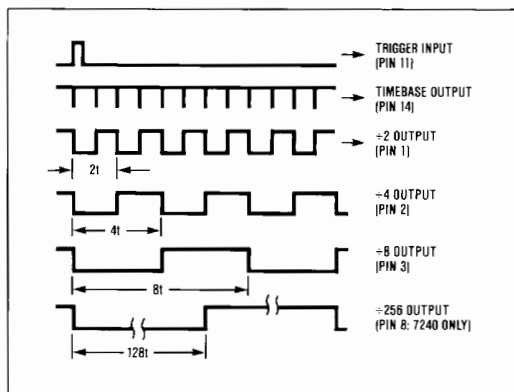 TRIGGER INPUT
(PIN 11)
TIMEBASE OUTPUT
(PIN 14)
÷2 OUTPUT
(PIN 1)
2t
÷4 OUTPUT
(PIN 2)
4t
÷8 OUTPUT
(PIN 3)
8t
÷256 OUTPUT
(PIN 8: 7240 ONLY)
128t